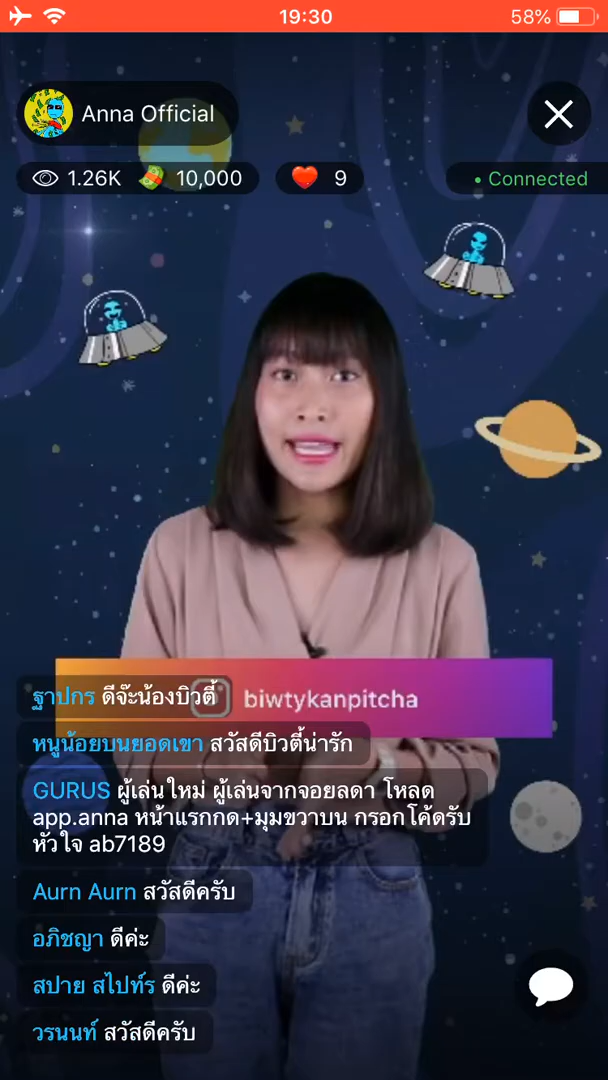 19:30
58%
Anna Official
1.26K 10,000 9
• Connected
biwtykanpitcha
ฐาปกร ดีจ๊ะน้องบิวตี้
หนูน้อยบนยอดเขา สวัสดีบิวตี้น่ารัก
GURUS ผู้เล่นใหม่ ผู้เล่นจากจอยลดา โหลด
app.anna หน้าแรกกด+มุมขวาบน กรอกโค้ดรับ
หัวใจ ab7189
Aurn Aurn สวัสดีครับ
อภิชญา ดีค่ะ
สปาย สไปท์ร ดีค่ะ
วรนนท์ สวัสดีครับ